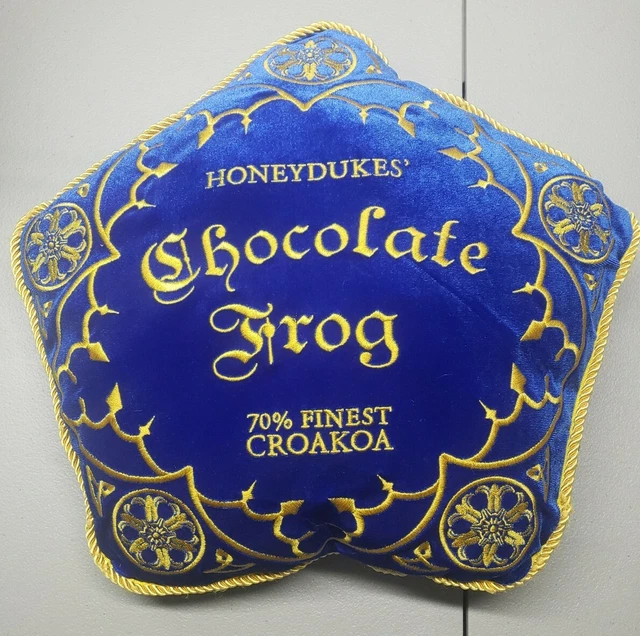 HONEYDUKES'
Chocolate
Frog
70% FINEST
CROAKOA